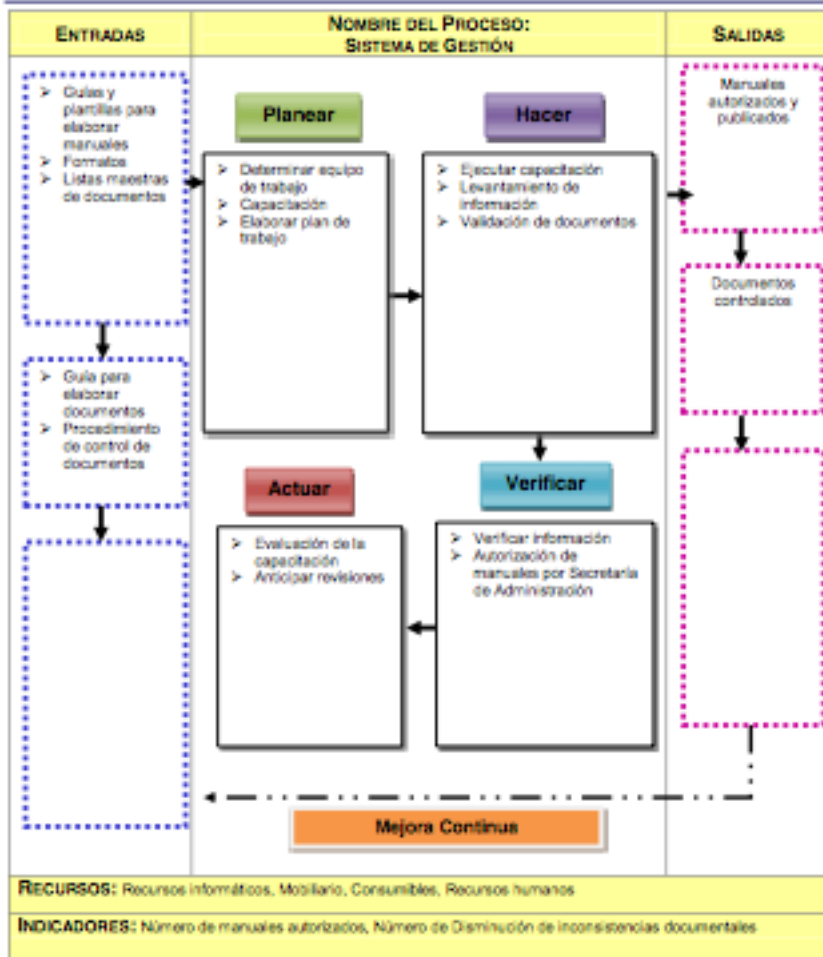 ENTRADAS
NOMBRE DEL PROCESO:
SISTEMA DE GESTIÓN
SALIDAS
➢ Guías y
plantillas para
elaborar
manuales
➢ Formatos
➢ Listas maestras
de documentos
Planear
➢ Determinar equipo
de trabajo
➢ Capacitación
➢ Elaborar plan de
trabajo
Hacer
➢ Ejecutar capacitación
➢ Levantamiento de
información
➢ Validación de documentos
Manuales
autorizados y
publicados
Documentos
controlados
➢ Guía para
elaborar
documentos
➢ Procedimiento
de control de
documentos
Actuar
➢ Evaluación de la
capacitación
➢ Anticipar revisiones
Verificar
➢ Verificar información
➢ Autorización de
manuales por Secretaría
de Administración
Mejora Continua
RECURSOS: Recursos informáticos, Mobiliario, Consumibles, Recursos humanos
INDICADORES: Número de manuales autorizados, Número de Disminución de inconsistencias documentales